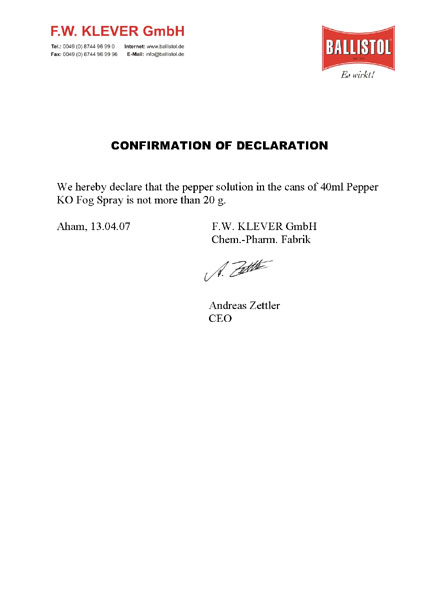 F.W. KLEVER GmbH
Tel.: 0049 (0) 8744 96 99 0 Internet: www.ballistol.de
Fax: 0049 (0) 8744 96 99 96 E-Mail: info@ballistol.de
BALLISTOL
Es wirkt!
CONFIRMATION OF DECLARATION
We hereby declare that the pepper solution in the cans of 40ml Pepper
KO Fog Spray is not more than 20 g.
Aham, 13.04.07 F.W. KLEVER GmbH
Chem.-Pharm. Fabrik
A. Zettler
Andreas Zettler
CEO